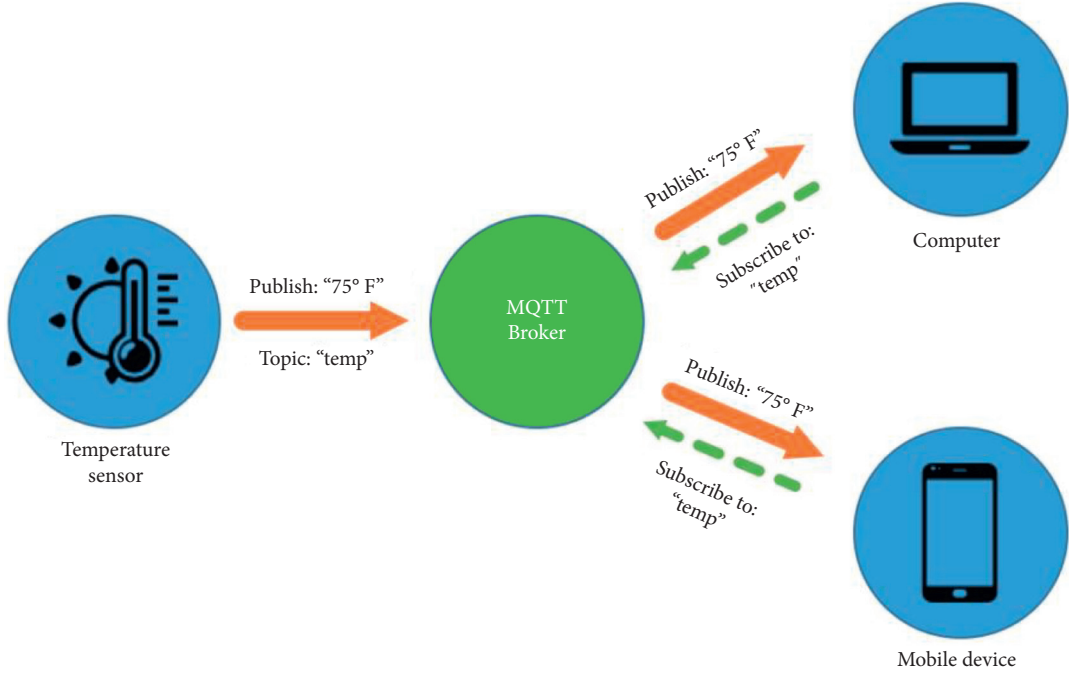 Temperature
sensor
Publish: “75° F”
Topic: “temp”
MQTT
Broker
Publish: “75° F”
Subscribe to:
"temp"
Computer
Publish: “75° F”
Subscribe to:
“temp”
Mobile device